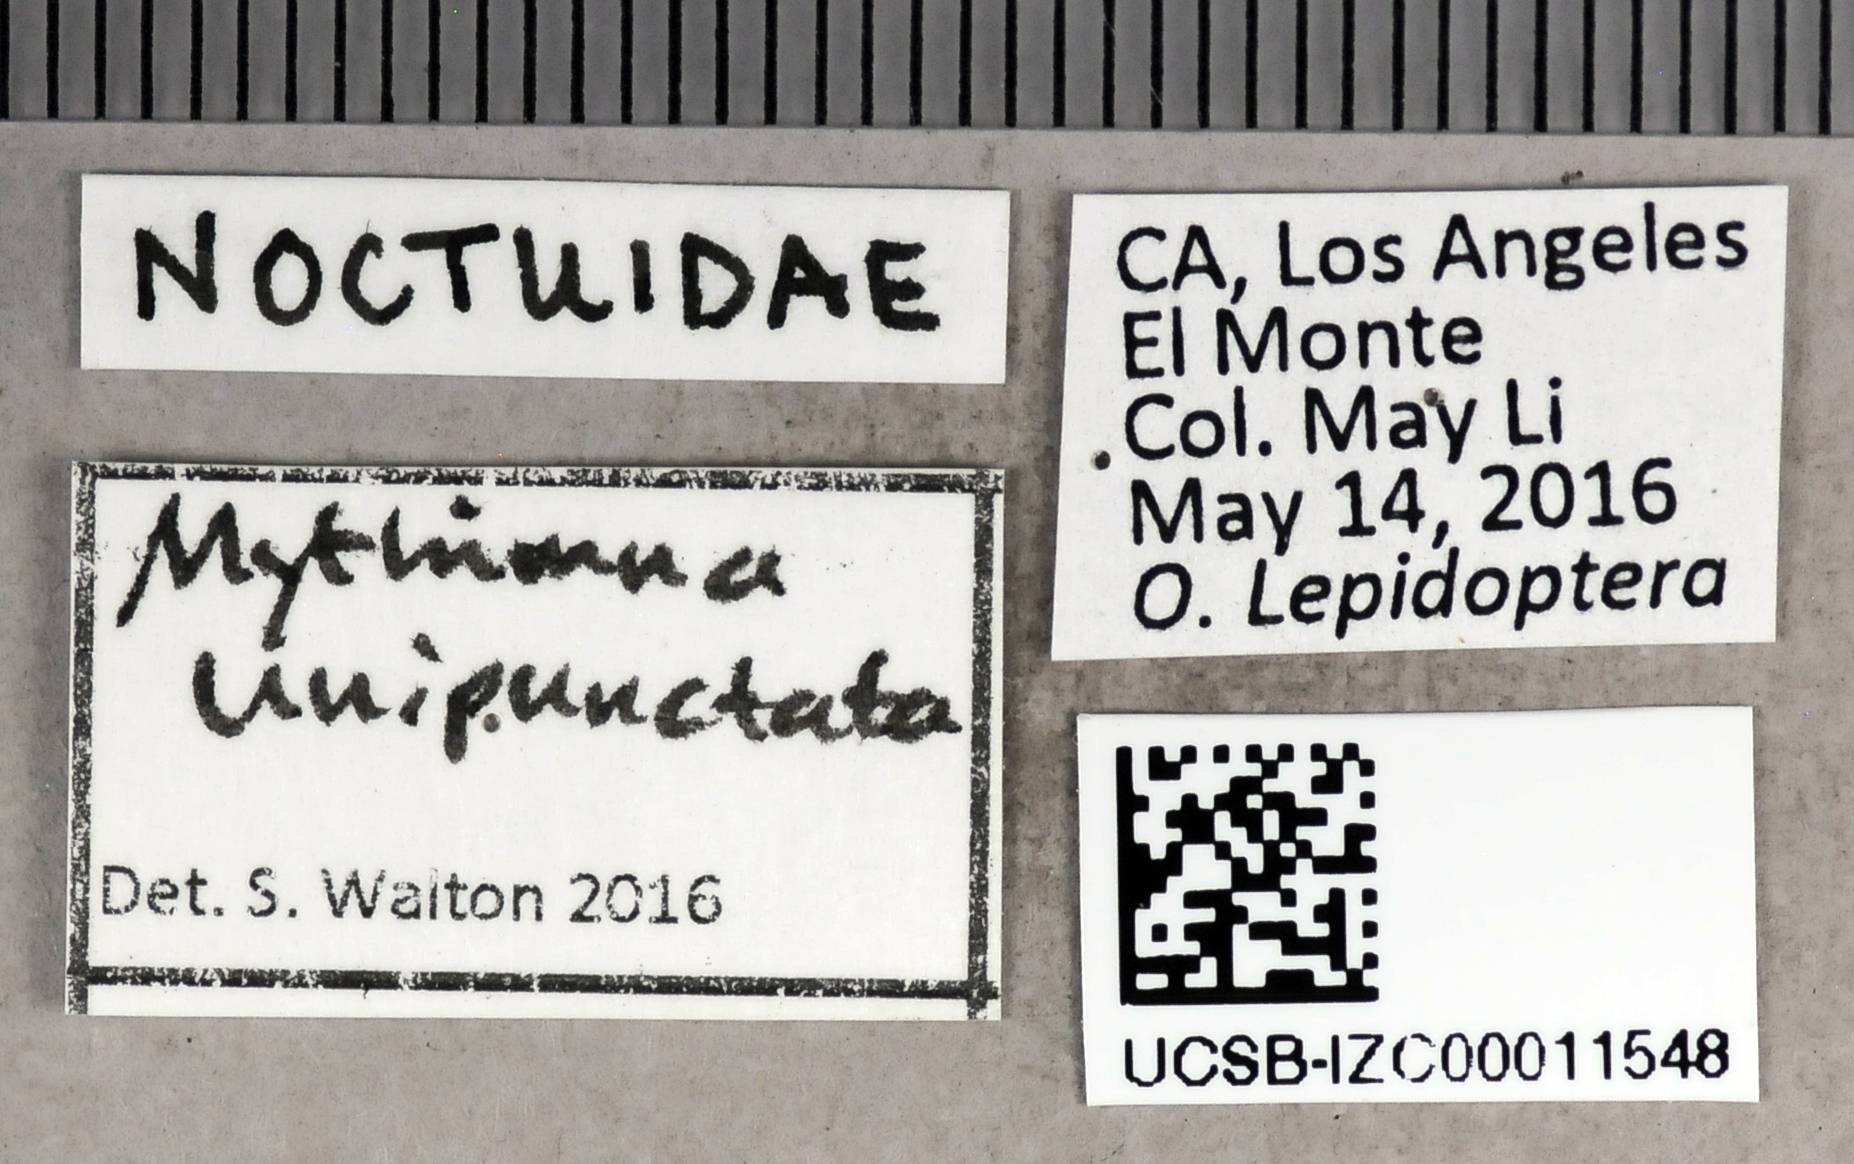 NOCTUIDAE
Mythimna
unipunctata
Det. S. Walton 2016
CA, Los Angeles
El Monte
Col. May Li
May 14, 2016
O. Lepidoptera
UCSB-IZC00011548